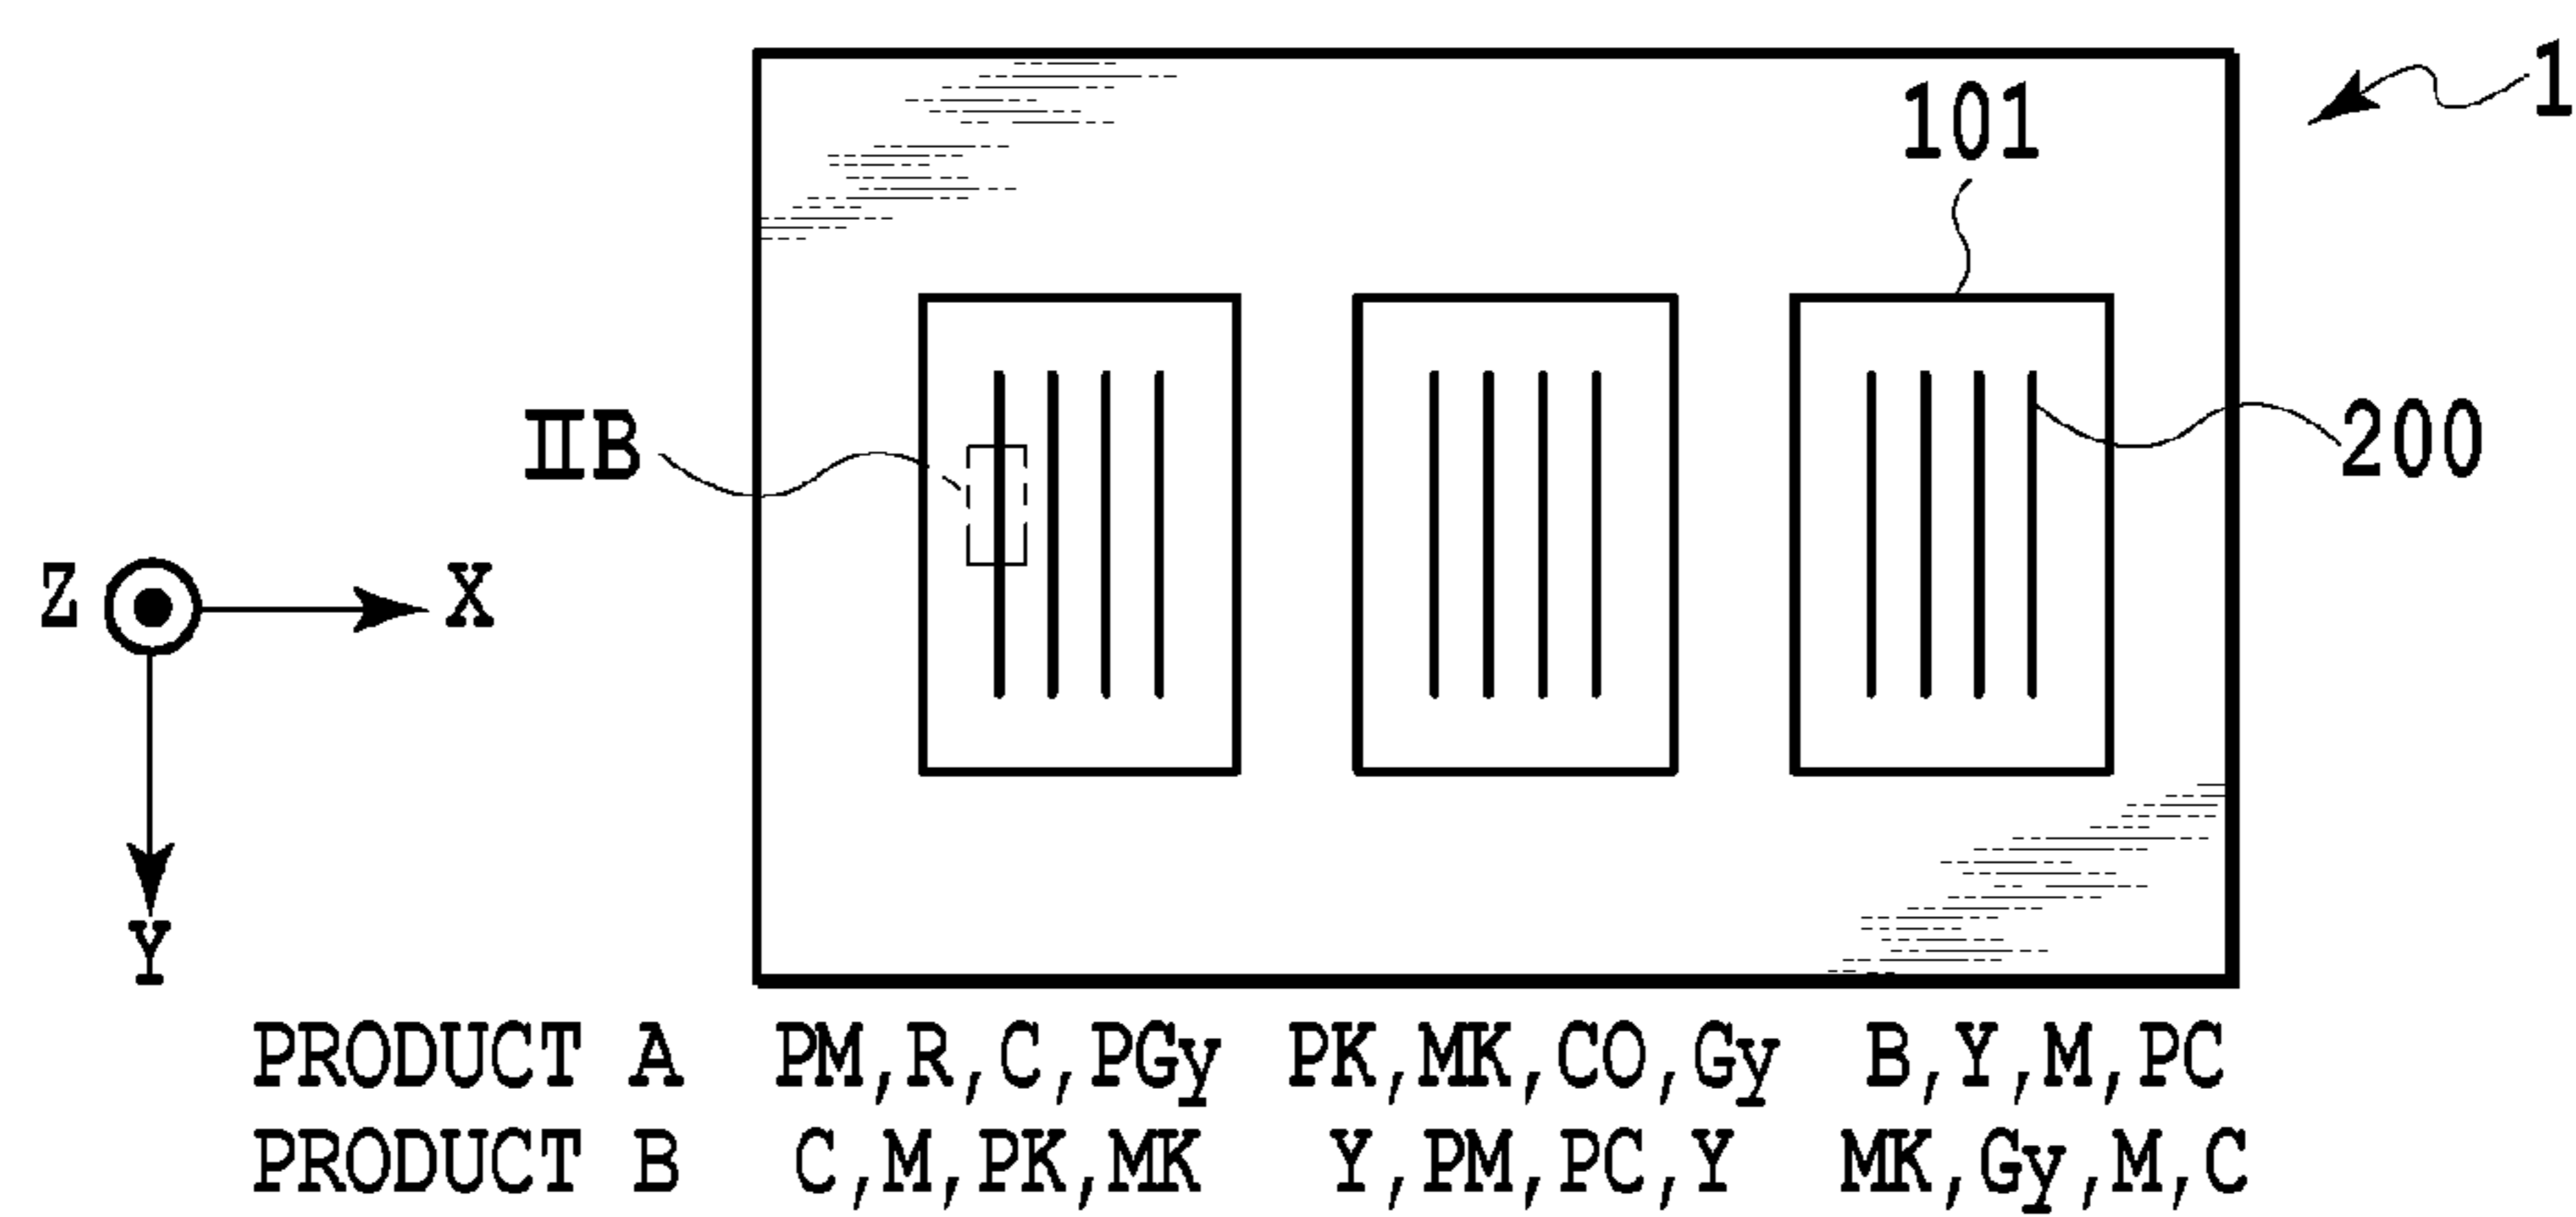 1
101
IIB
200
Z
X
Y
PRODUCT A PM,R,C,PGy PK,MK,CO,Gy B,Y,M,PC
PRODUCT B C,M,PK,MK Y,PM,PC,Y MK,Gy,M,C